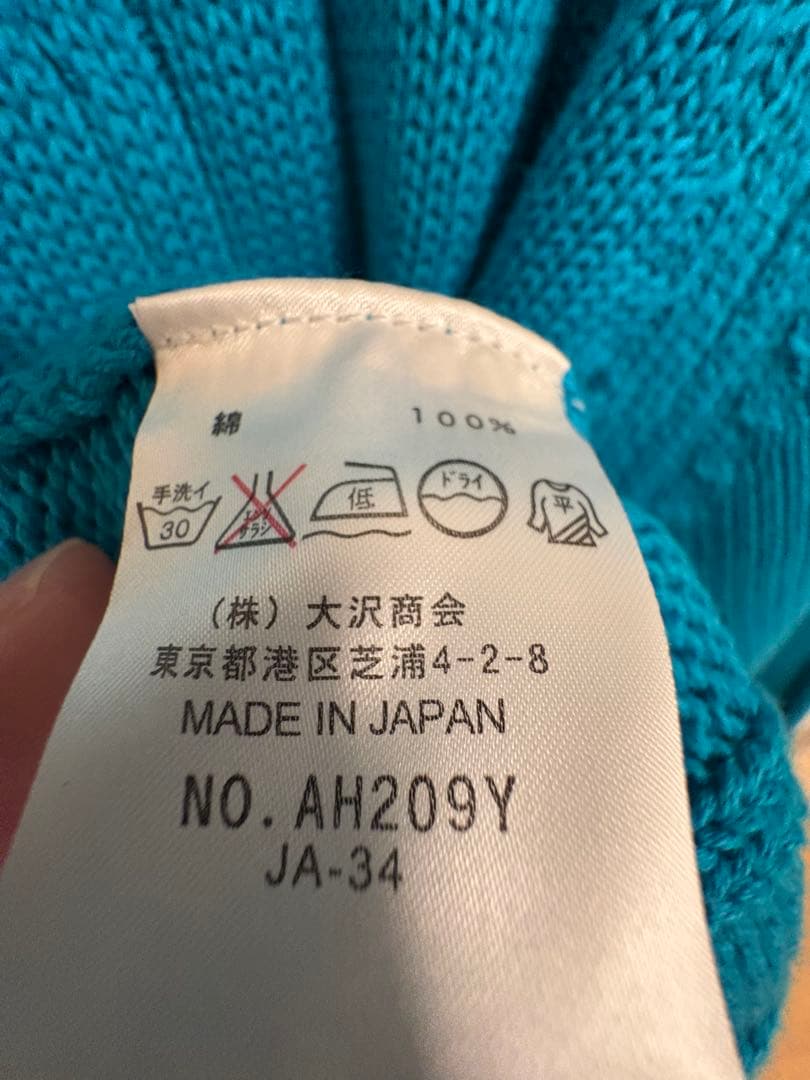 綿 100%
手洗イ 30 エンソ サラシ 低 ドライ 平
(株) 大沢商会
東京都港区芝浦4-2-8
MADE IN JAPAN
NO. AH209Y
JA-34